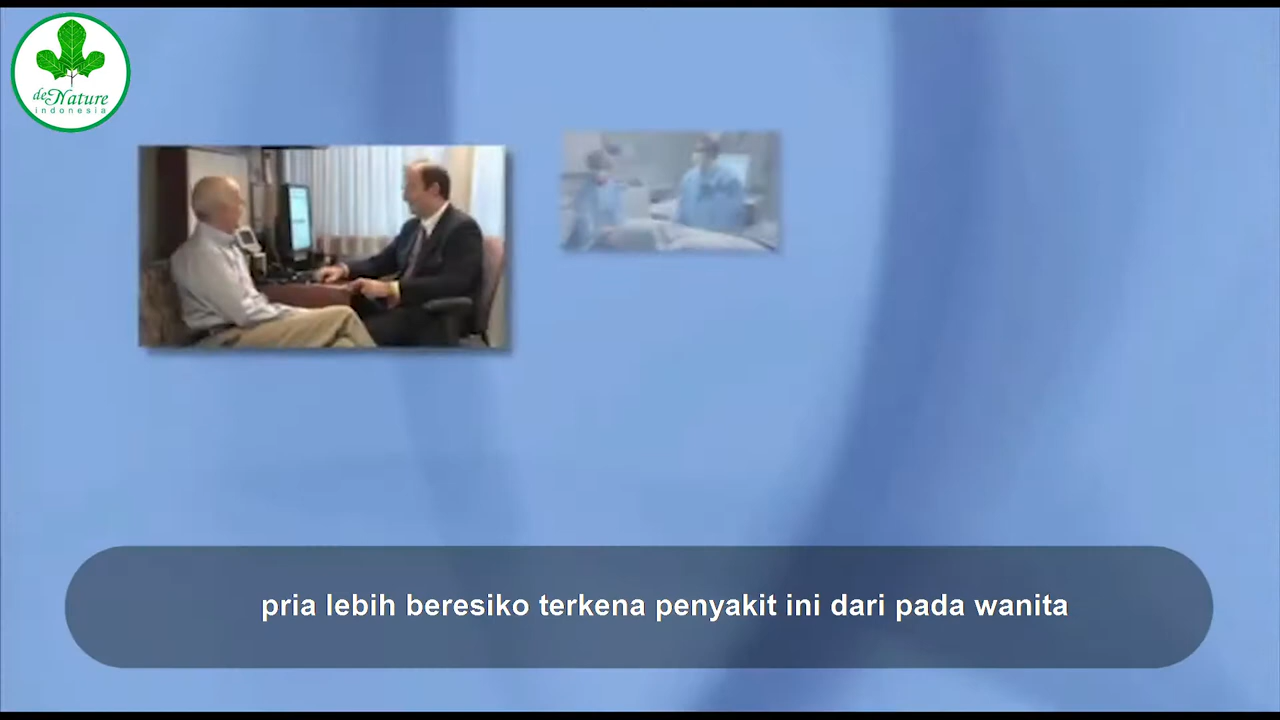 deNature
indonesia
pria lebih beresiko terkena penyakit ini dari pada wanita